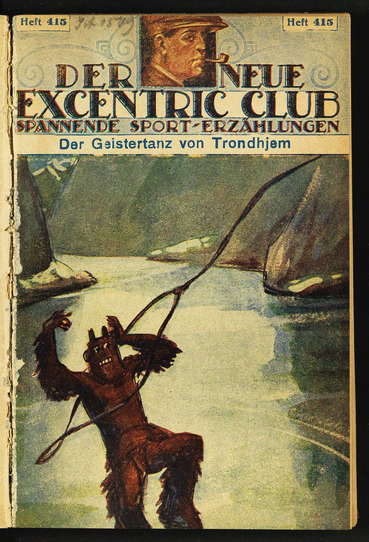 Heft 415
Heft 415
DER NEUE
EXCENTRIC CLUB
SPANNENDE SPORT-ERZÄHLUNGEN
Der Geistertanz von Trondhjem